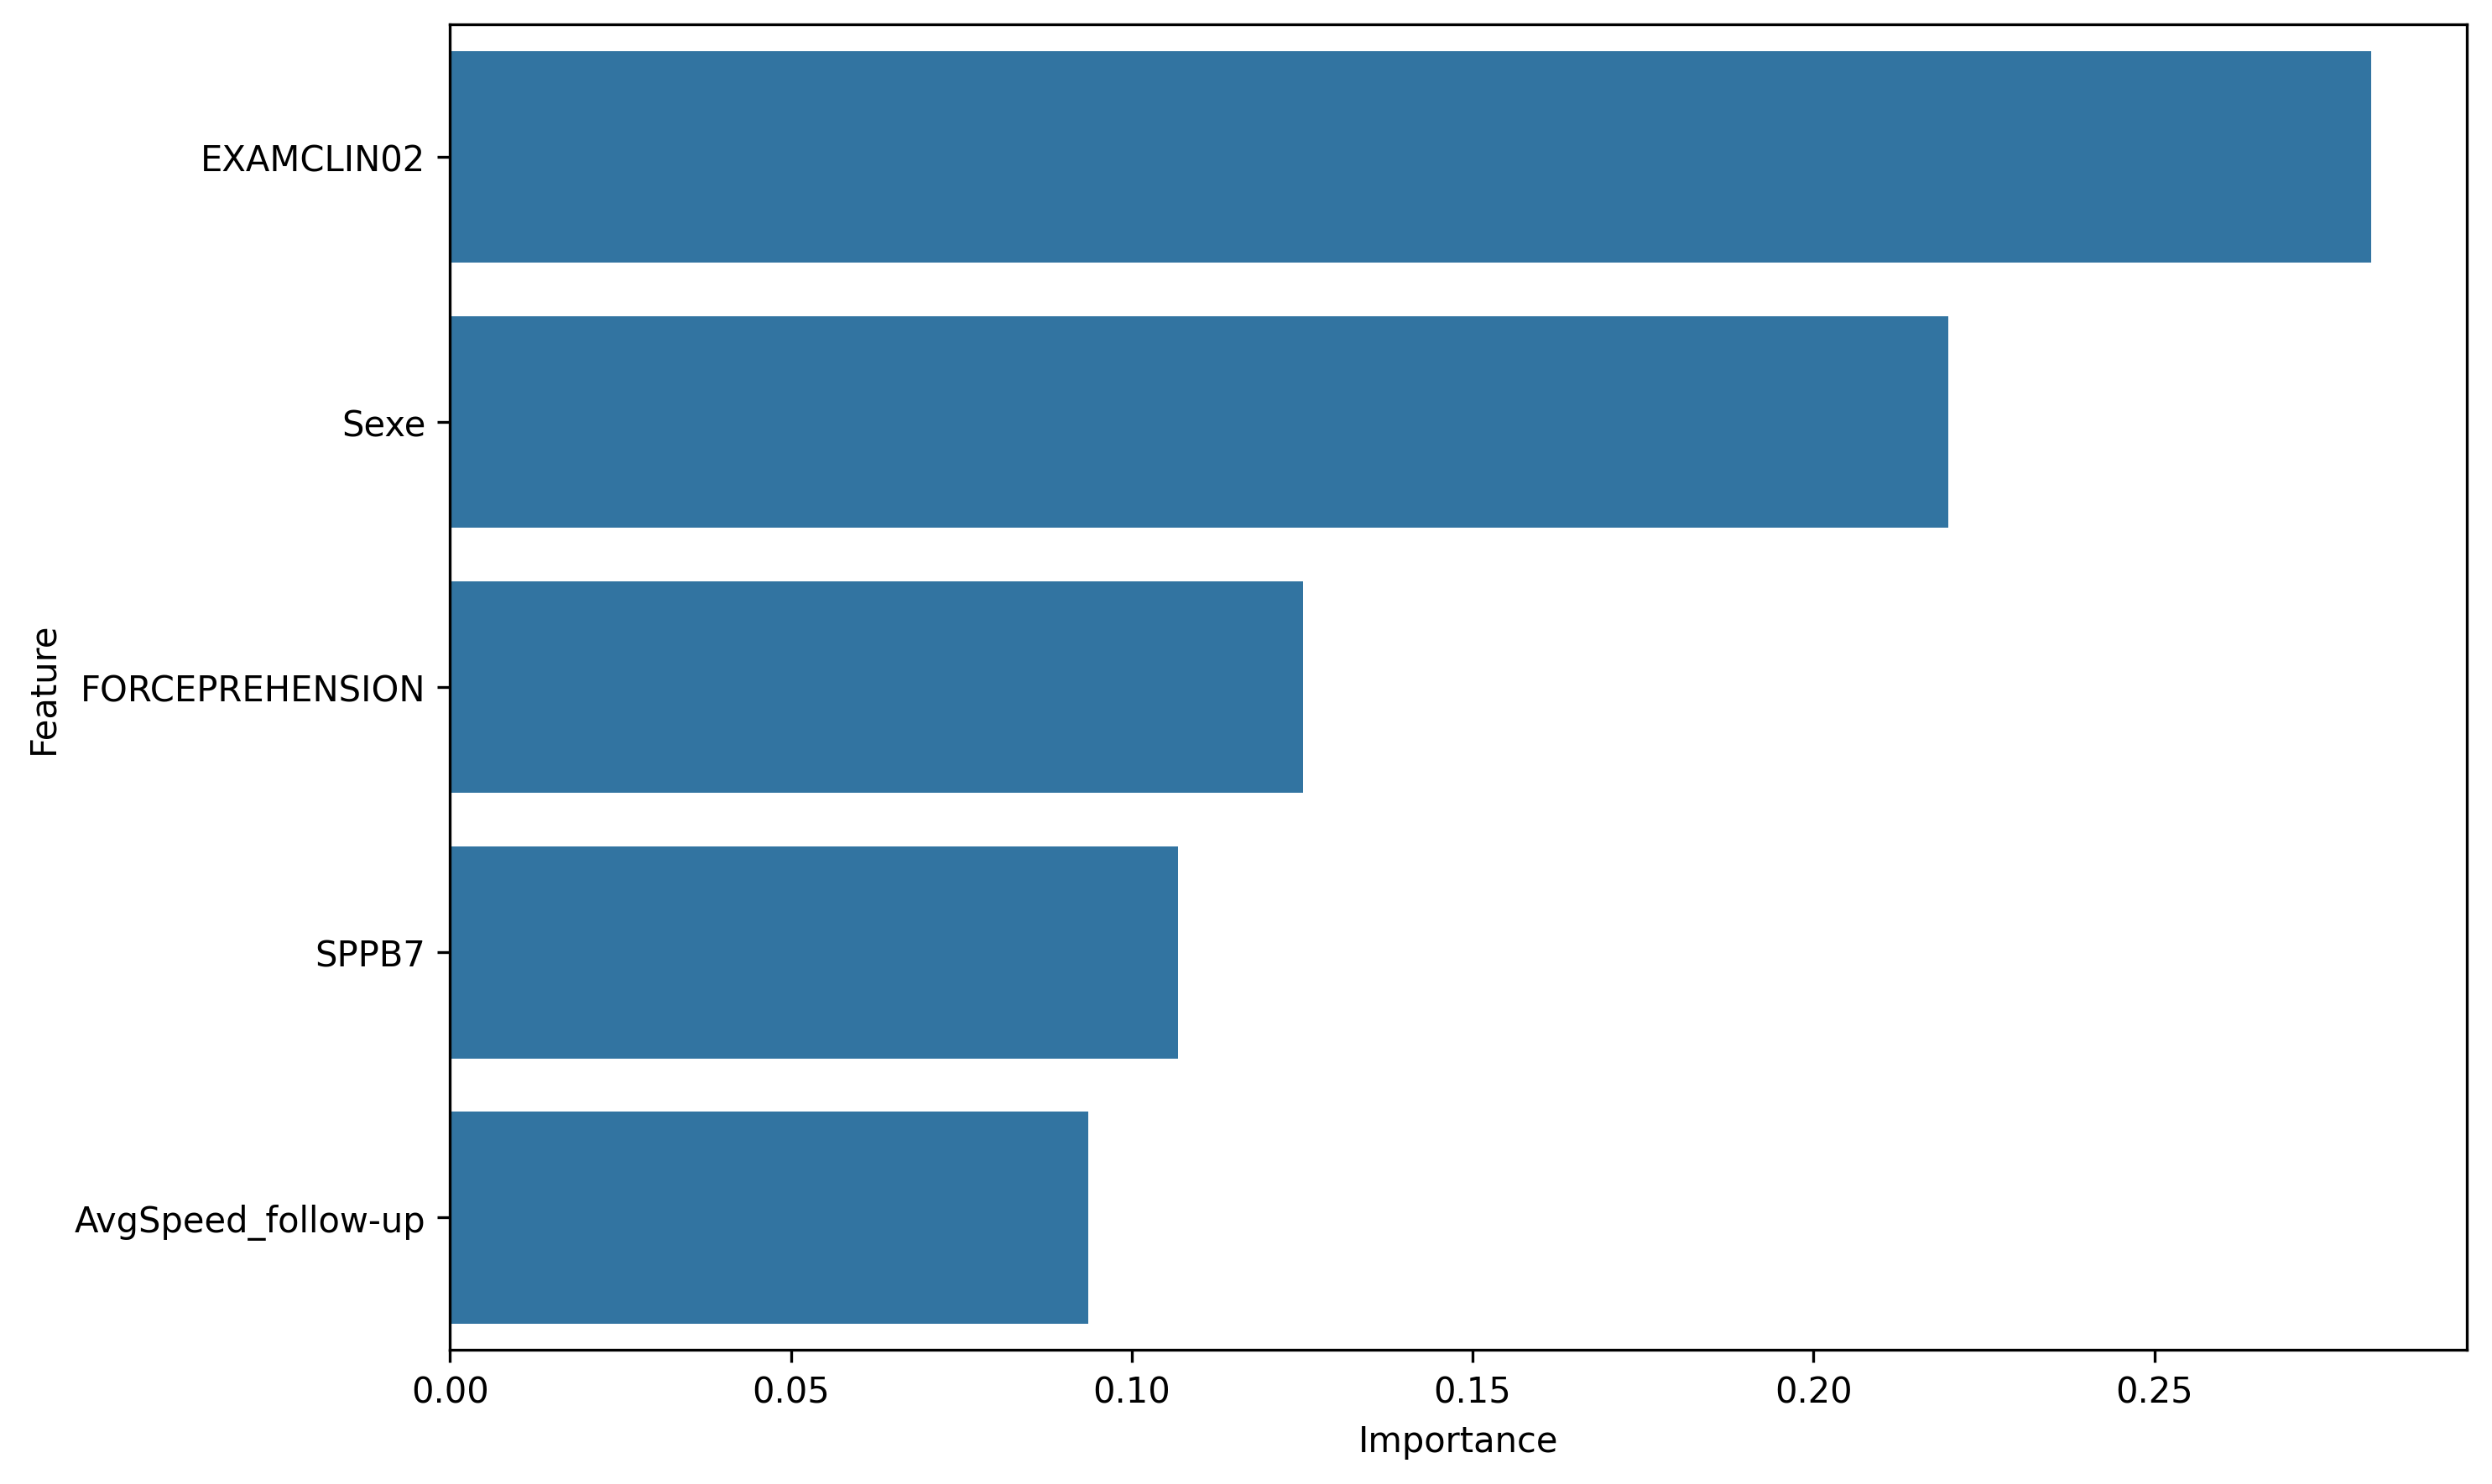 EXAMCLIN02
Sexe
FORCEPREHENSION
SPPB7
AvgSpeed_follow-up
Feature
0.00 0.05 0.10 0.15 0.20 0.25
Importance